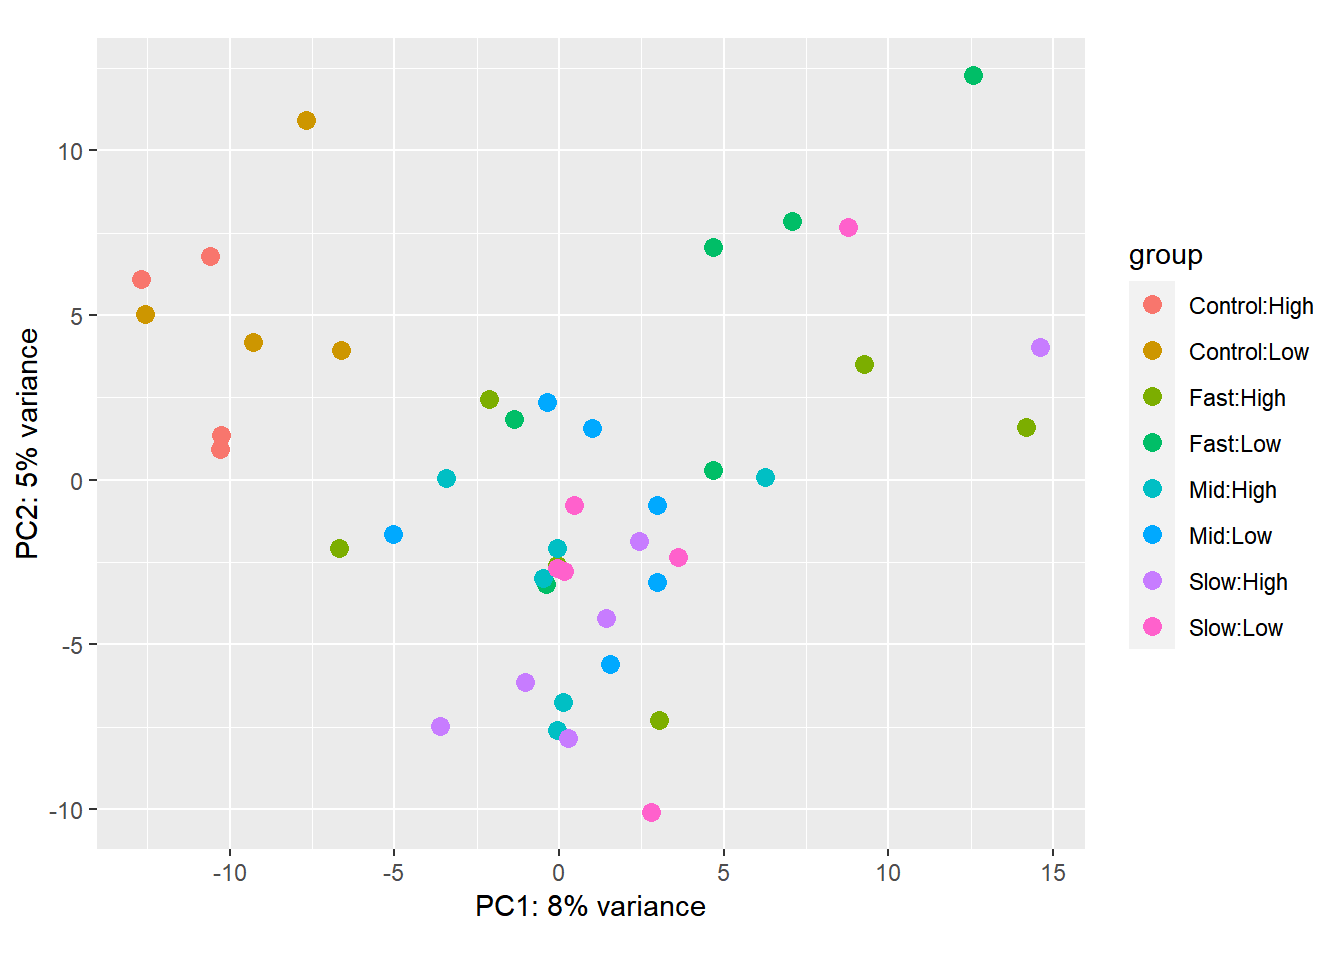 10
5
0
-5
-10
PC2: 5% variance
-10
-5
0
5
10
15
PC1: 8% variance
group
Control:High
Control:Low
Fast:High
Fast:Low
Mid:High
Mid:Low
Slow:High
Slow:Low